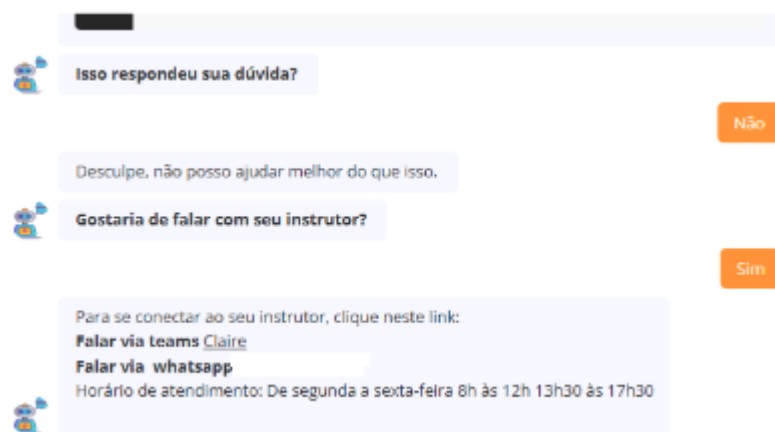 Isso respondeu sua dúvida?
Não
Desculpe, não posso ajudar melhor do que isso.
Gostaria de falar com seu instrutor?
Sim
Para se conectar ao seu instrutor, clique neste link:
Falar via teams Claire
Falar via whatsapp
Horário de atendimento: De segunda a sexta-feira 8h às 12h 13h30 às 17h30